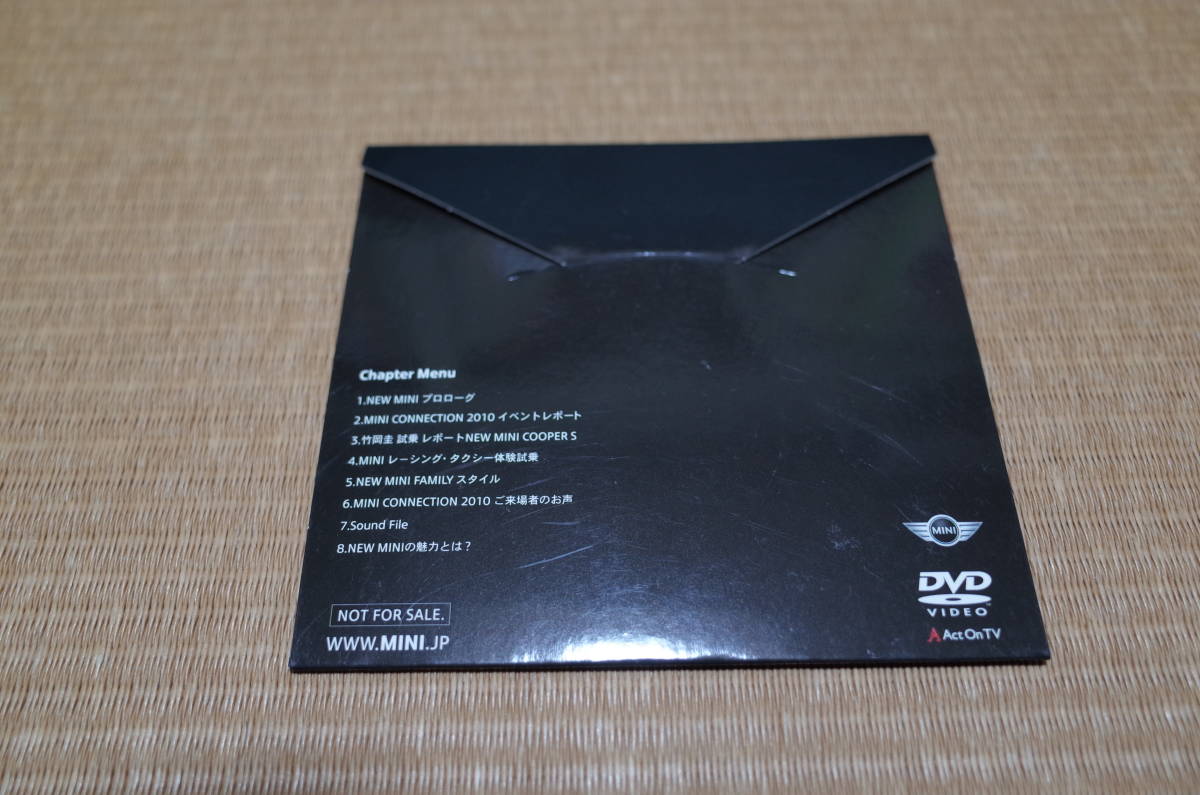 Chapter Menu
1.NEW MINI プロローグ
2.MINI CONNECTION 2010 イベントレポート
3.竹岡圭 試乗 レポートNEW MINI COOPER S
4.MINI レーシング・タクシー体験試乗
5.NEW MINI FAMILY スタイル
6.MINI CONNECTION 2010 ご来場者のお声
7.Sound File
8.NEW MINIの魅力とは？
MINI
DVD
VIDEO™
NOT FOR SALE.
WWW.MINI.JP
Act On TV